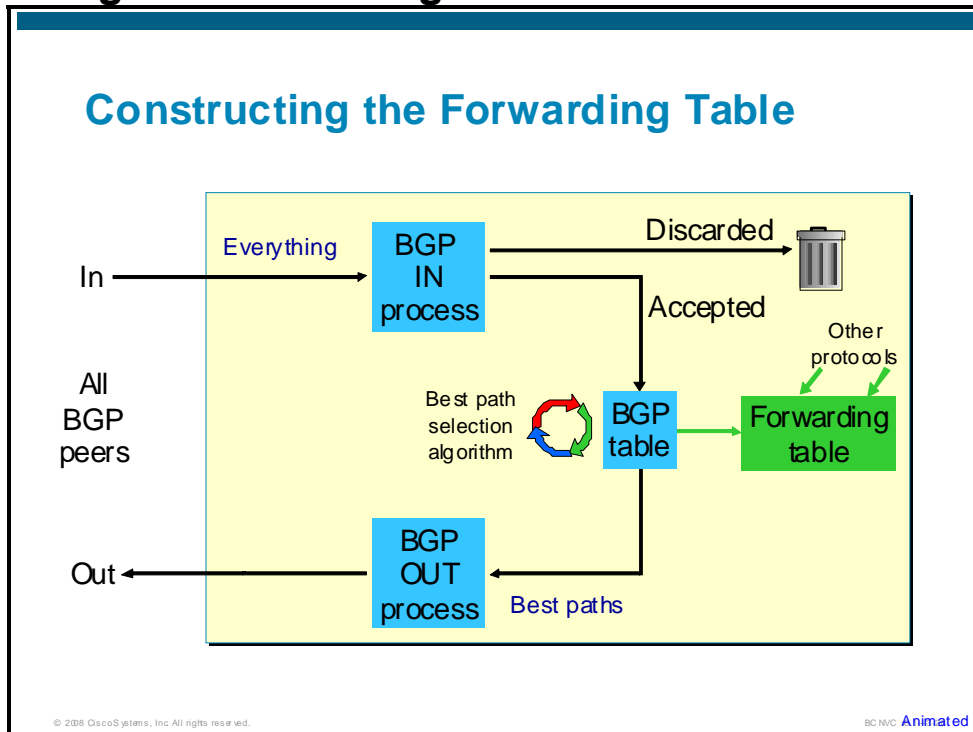 Constructing the Forwarding Table
Everything
BGP
IN
process
Discarded
In
Accepted
Other
protocols
All
BGP
peers
Best path
selection
algorithm
BGP
table
Forwarding
table
BGP
OUT
process
Out
Best paths
© 2008 Cisco Systems, Inc. All rights reserved.
BCNVC
Animated